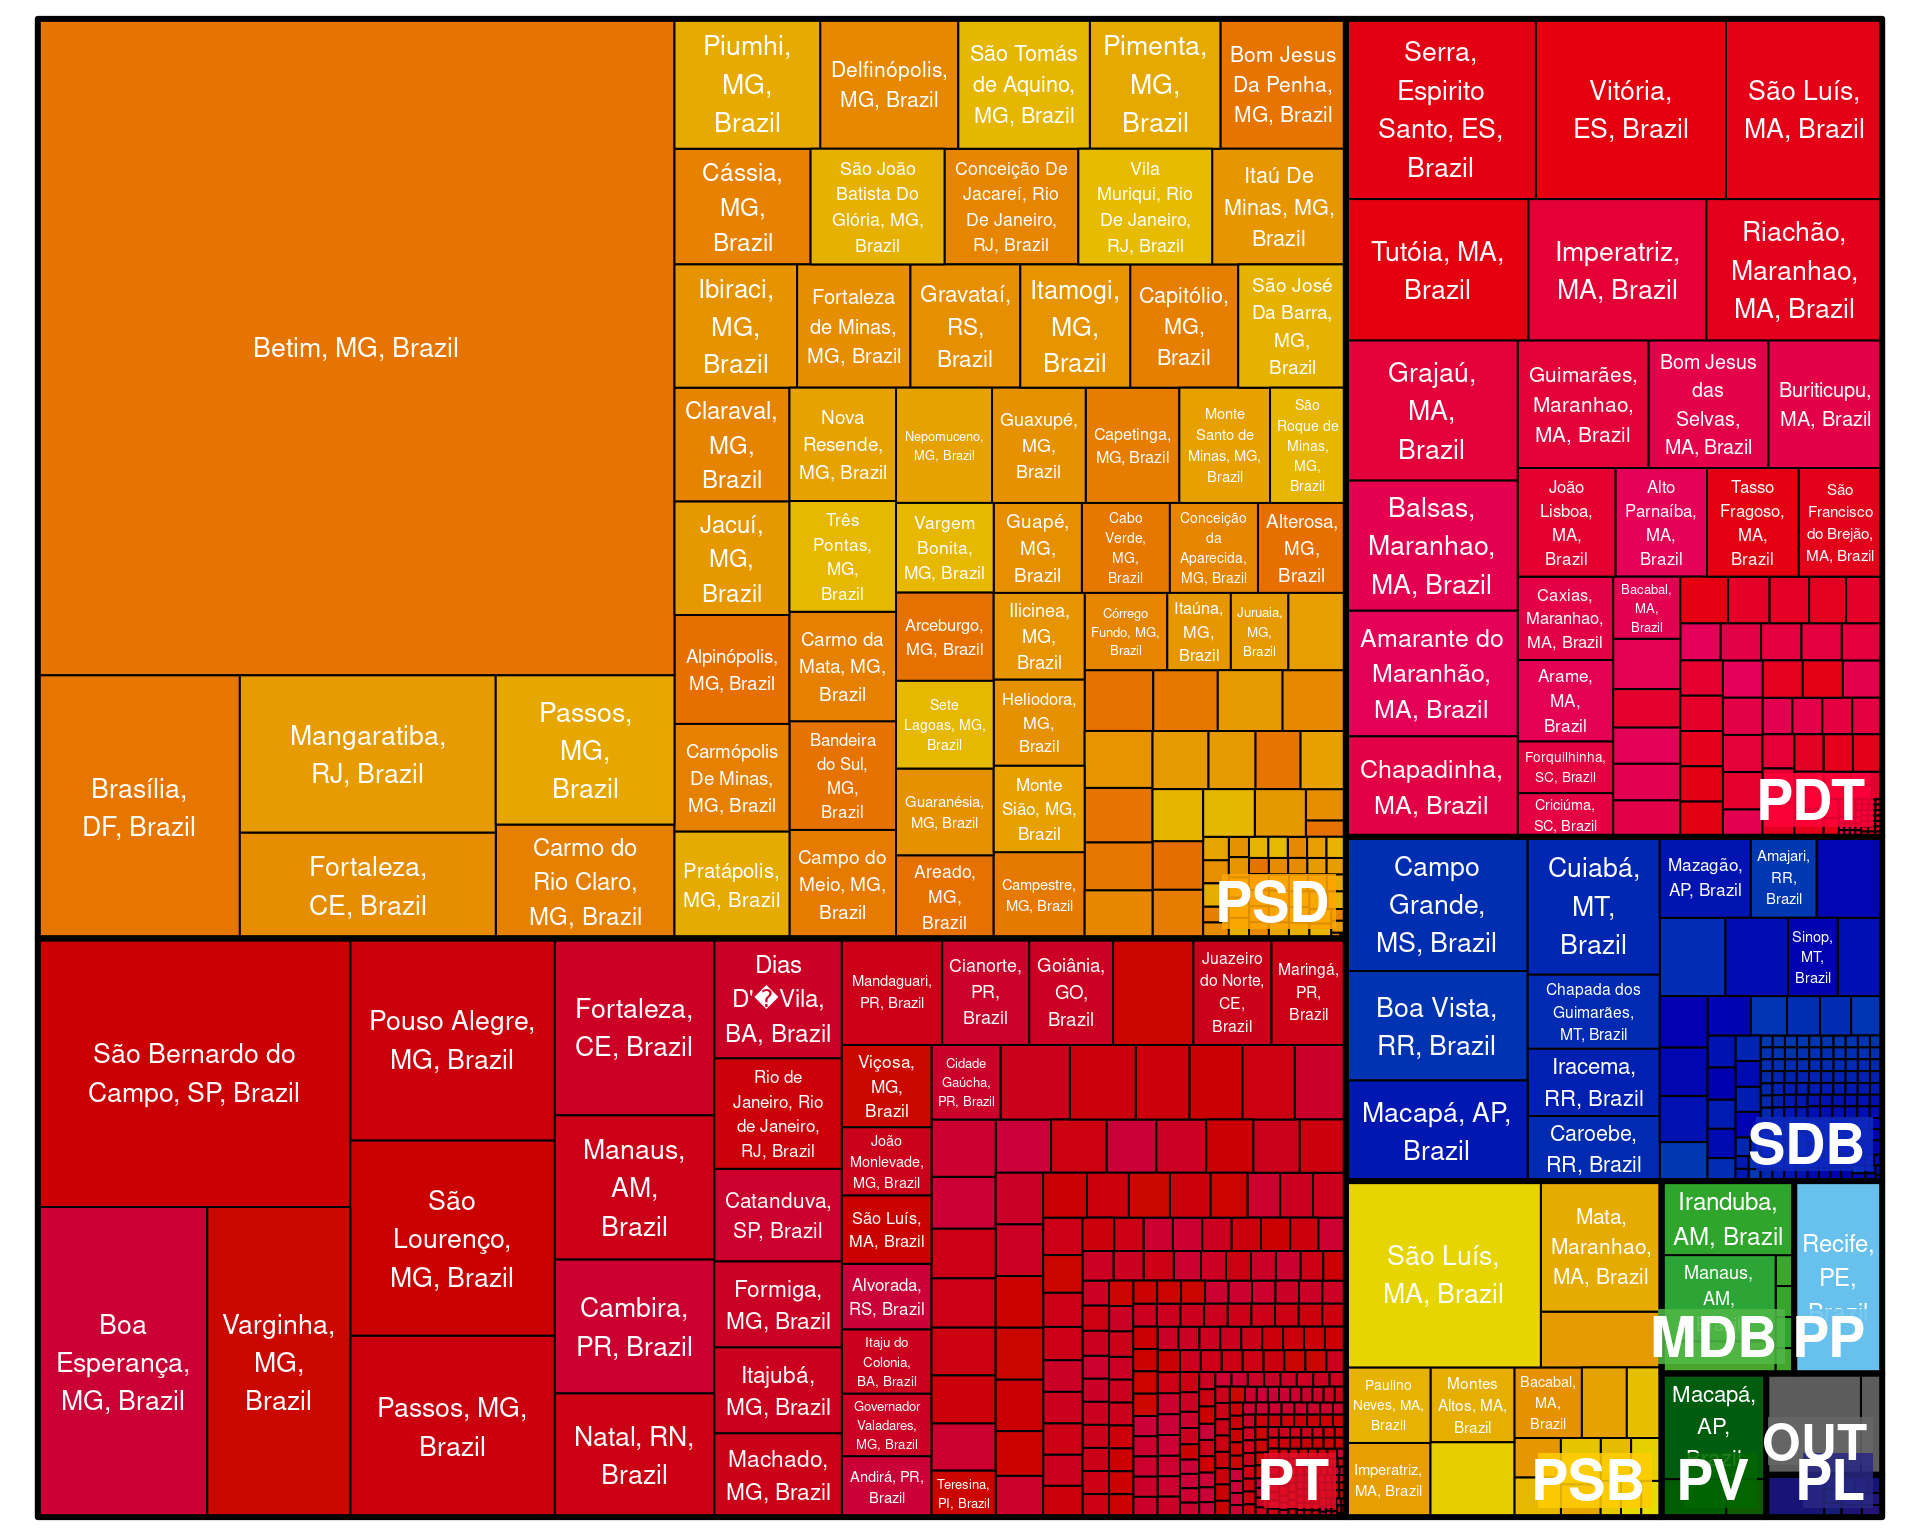 Betim, MG, Brazil
Brasília,
DF, Brazil
Mangaratiba,
RJ, Brazil
Fortaleza,
CE, Brazil
Passos,
MG,
Brazil
Carmo do
Rio Claro,
MG, Brazil
Piumhi,
MG,
Brazil
Delfinópolis,
MG, Brazil
São Tomás
de Aquino,
MG, Brazil
Pimenta,
MG,
Brazil
Bom Jesus
Da Penha,
MG, Brazil
Cássia,
MG,
Brazil
São João
Batista Do
Glória, MG,
Brazil
Conceição De
Jacareí, Rio
De Janeiro,
RJ, Brazil
Vila
Muriqui, Rio
De Janeiro,
RJ, Brazil
Itaú De
Minas, MG,
Brazil
Ibiraci,
MG,
Brazil
Fortaleza
de Minas,
MG, Brazil
Gravataí,
RS,
Brazil
Itamogi,
MG,
Brazil
Capitólio,
MG,
Brazil
São José
Da Barra,
MG,
Brazil
Claraval,
MG,
Brazil
Nova
Resende,
MG, Brazil
Nepomuceno,
MG, Brazil
Guaxupé,
MG,
Brazil
Capetinga,
MG, Brazil
Monte
Santo de
Minas, MG,
Brazil
São
Roque de
Minas,
MG,
Brazil
Jacuí,
MG,
Brazil
Três
Pontas,
MG,
Brazil
Vargem
Bonita,
MG, Brazil
Guapé,
MG,
Brazil
Cabo
Verde,
MG,
Brazil
Conceição
da
Aparecida,
MG, Brazil
Alterosa,
MG,
Brazil
Alpinópolis,
MG, Brazil
Carmo da
Mata, MG,
Brazil
Arceburgo,
MG, Brazil
Ilicinea,
MG,
Brazil
Córrego
Fundo, MG,
Brazil
Itaúna,
MG,
Brazil
Juruaia,
MG,
Brazil
Carmópolis
De Minas,
MG, Brazil
Bandeira
do Sul,
MG,
Brazil
Sete
Lagoas, MG,
Brazil
Heliodora,
MG,
Brazil
Guaranésia,
MG, Brazil
Monte
Sião, MG,
Brazil
Pratápolis,
MG, Brazil
Campo do
Meio, MG,
Brazil
Areado,
MG,
Brazil
Campestre,
MG, Brazil
PSD
Serra,
Espirito
Santo, ES,
Brazil
Vitória,
ES, Brazil
São Luís,
MA, Brazil
Tutóia, MA,
Brazil
Imperatriz,
MA, Brazil
Riachão,
Maranhao,
MA, Brazil
Grajaú,
MA,
Brazil
Guimarães,
Maranhao,
MA, Brazil
Bom Jesus
das
Selvas,
MA, Brazil
Buriticupu,
MA, Brazil
Balsas,
Maranhao,
MA, Brazil
João
Lisboa,
MA,
Brazil
Alto
Parnaíba,
MA,
Brazil
Tasso
Fragoso,
MA,
Brazil
São
Francisco
do Brejão,
MA, Brazil
Amarante do
Maranhão,
MA, Brazil
Caxias,
Maranhao,
MA, Brazil
Bacabal,
MA,
Brazil
Arame,
MA,
Brazil
Chapadinha,
MA, Brazil
Forquilhinha,
SC, Brazil
Criciúma,
SC, Brazil
PDT
São Bernardo do
Campo, SP, Brazil
Boa
Esperança,
MG, Brazil
Varginha,
MG,
Brazil
Pouso Alegre,
MG, Brazil
São
Lourenço,
MG, Brazil
Passos, MG,
Brazil
Fortaleza,
CE, Brazil
Manaus,
AM,
Brazil
Cambira,
PR, Brazil
Natal, RN,
Brazil
Dias
D'�Vila,
BA, Brazil
Rio de
Janeiro, Rio
de Janeiro,
RJ, Brazil
Catanduva,
SP, Brazil
Formiga,
MG, Brazil
Itajubá,
MG, Brazil
Machado,
MG, Brazil
Mandaguari,
PR, Brazil
Cianorte,
PR,
Brazil
Goiânia,
GO,
Brazil
Juazeiro
do Norte,
CE,
Brazil
Maringá,
PR,
Brazil
Viçosa,
MG,
Brazil
Cidade
Gaúcha,
PR, Brazil
João
Monlevade,
MG, Brazil
São Luís,
MA, Brazil
Alvorada,
RS, Brazil
Itaju do
Colonia,
BA, Brazil
Governador
Valadares,
MG, Brazil
Andirá, PR,
Brazil
Teresina,
PI, Brazil
PT
Campo
Grande,
MS, Brazil
Boa Vista,
RR, Brazil
Macapá, AP,
Brazil
Cuiabá,
MT,
Brazil
Chapada dos
Guimarães,
MT, Brazil
Iracema,
RR, Brazil
Caroebe,
RR, Brazil
Mazagão,
AP, Brazil
Amajari,
RR,
Brazil
Sinop,
MT,
Brazil
SDB
São Luís,
MA, Brazil
Mata,
Maranhao,
MA, Brazil
Paulino
Neves, MA,
Brazil
Montes
Altos, MA,
Brazil
Bacabal,
MA,
Brazil
Imperatriz,
MA, Brazil
PSB
Iranduba,
AM, Brazil
Manaus,
AM,
MDB
Recife,
PE,
Brazil
PP
Macapá,
AP,
Brazil
PV
OUT
PL